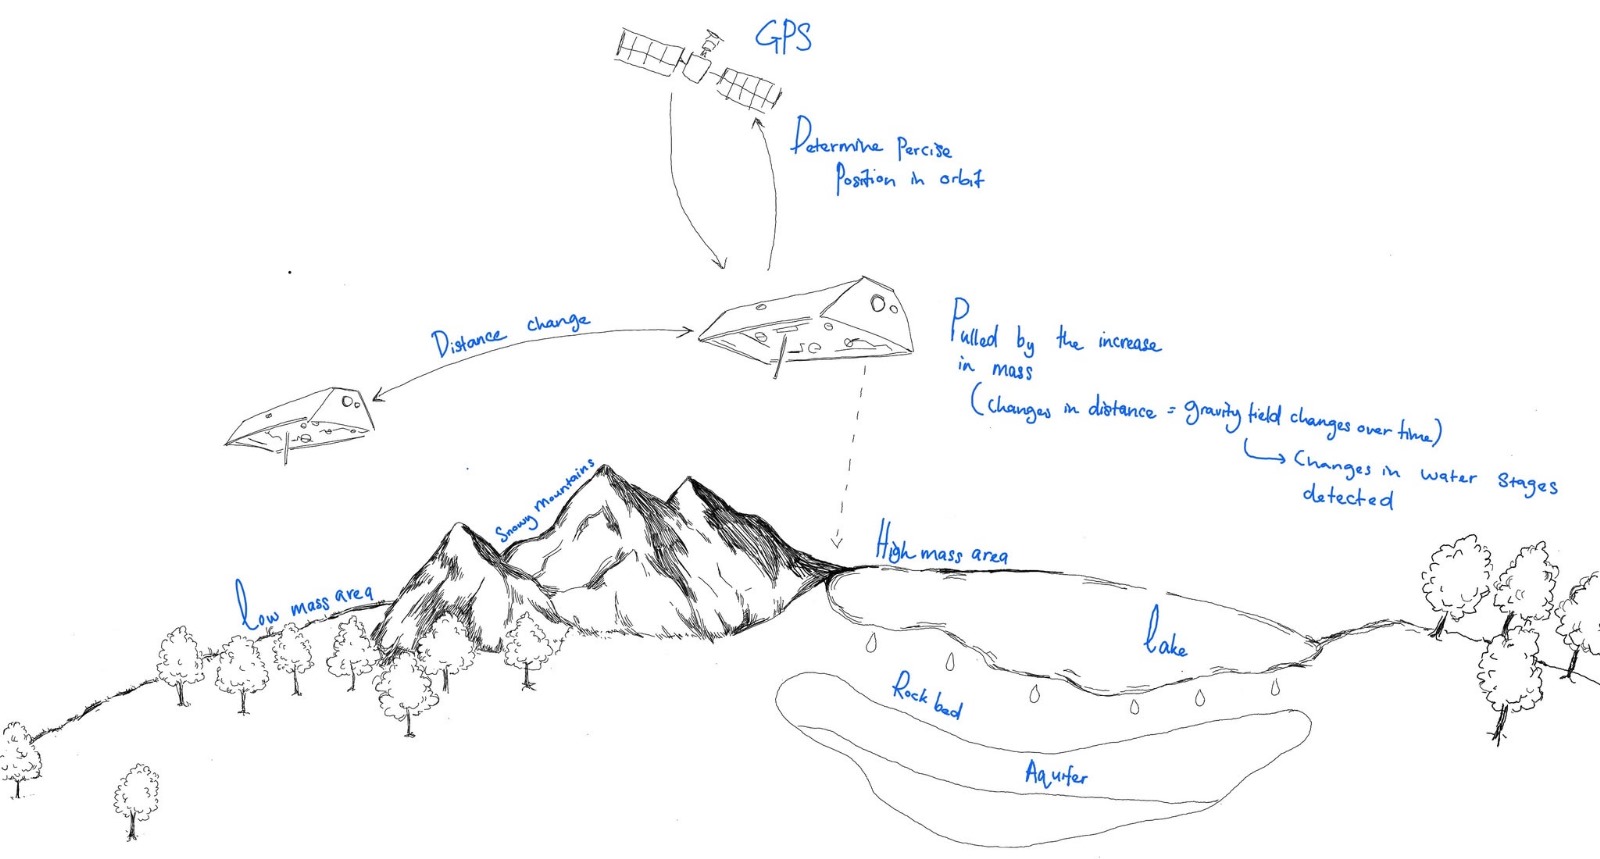 GPS
Determine Percise
Position in orbit
Distance change
Pulled by the increase
in mass
(Changes in distance = gravity field changes over time)
Changes in water stages
detected
Snowy Mountains
High mass area
Low mass area
Lake
Rock bed
Aquifer